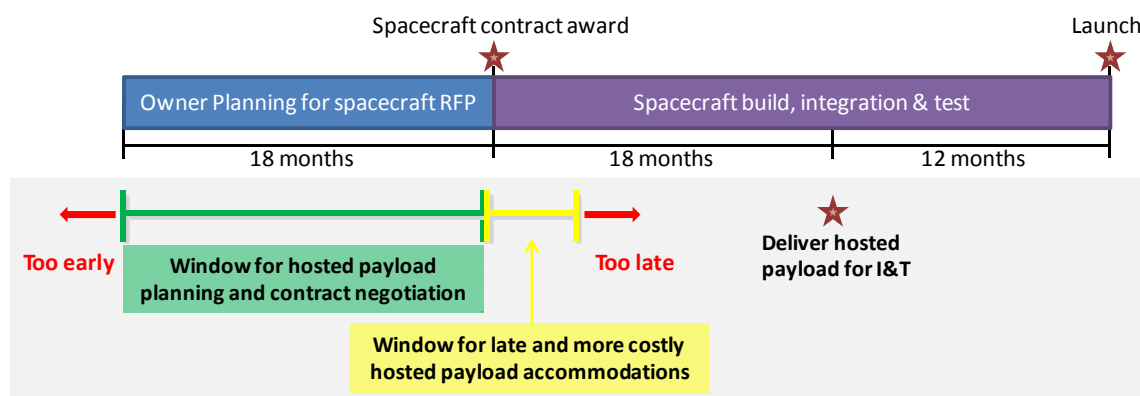 Spacecraft contract award
Launch
Owner Planning for spacecraft RFP
Spacecraft build, integration & test
18 months
18 months
12 months
Too early
Window for hosted payload
planning and contract negotiation
Too late
Deliver hosted
payload for I&T
Window for late and more costly
hosted payload accommodations